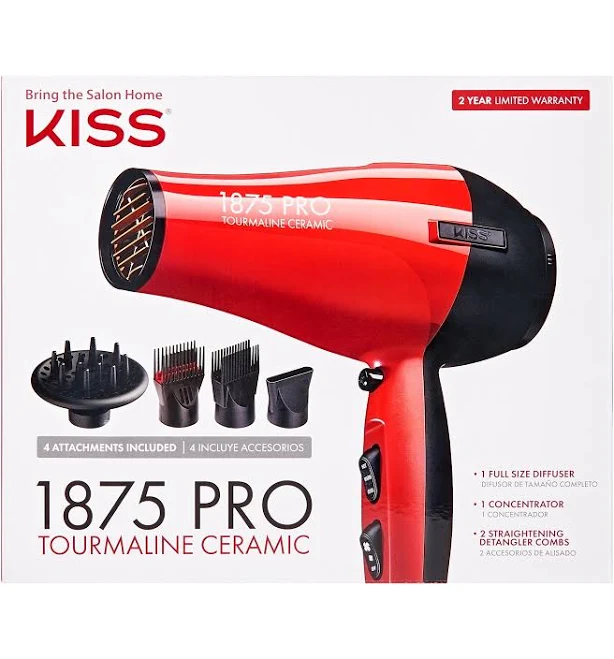 Bring the Salon Home
KISS®
2 YEAR LIMITED WARRANTY
1875 PRO
TOURMALINE CERAMIC
KISS
4 ATTACHMENTS INCLUDED | 4 INCLUYE ACCESORIOS
1875 PRO
TOURMALINE CERAMIC
• 1 FULL SIZE DIFFUSER
DIFUSOR DE TAMAÑO COMPLETO
• 1 CONCENTRATOR
1 CONCENTRADOR
• 2 STRAIGHTENING
DETANGLER COMBS
2 ACCESORIOS DE ALISADO